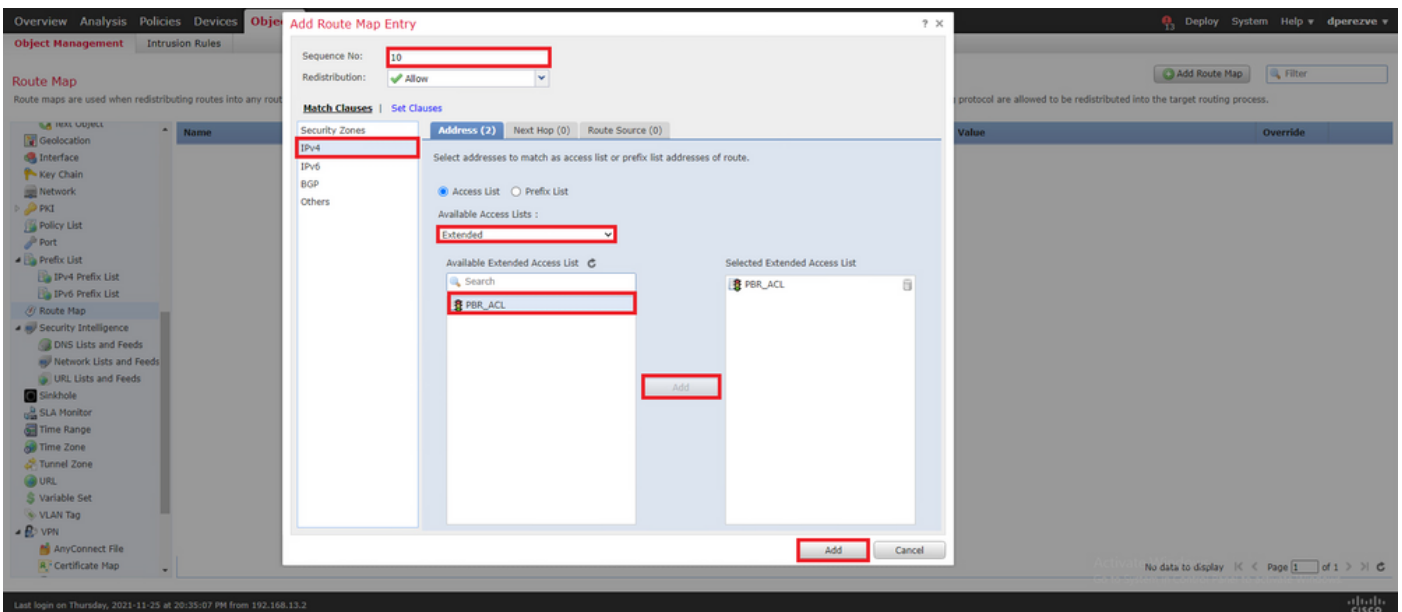 Overview Analysis Policies Devices Obje
Deploy System Help dperezve
13
Object Management Intrusion Rules
Route Map
Add Route Map
Filter
Route maps are used when redistributing routes into any rout
protocol are allowed to be redistributed into the target routing process.
Name
Value
Override
Text Object
Geolocation
Interface
Key Chain
Network
PKI
Policy List
Port
Prefix List
IPv4 Prefix List
IPv6 Prefix List
Route Map
Security Intelligence
DNS Lists and Feeds
Network Lists and Feeds
URL Lists and Feeds
Sinkhole
SLA Monitor
Time Range
Time Zone
Tunnel Zone
URL
Variable Set
VLAN Tag
VPN
AnyConnect File
Certificate Map
Add Route Map Entry
? ×
Sequence No: 10
Redistribution: Allow
Match Clauses | Set Clauses
Security Zones
IPv4
IPv6
BGP
Others
Address (2) Next Hop (0) Route Source (0)
Select addresses to match as access list or prefix list addresses of route.
Access List Prefix List
Available Access Lists :
Extended
Available Extended Access List
Selected Extended Access List
Search
PBR_ACL
PBR_ACL
Add
Add
Cancel
No data to display |< < Page 1 of 1 > >|
Last login on Thursday, 2021-11-25 at 20:35:07 PM from 192.168.13.2
cisco